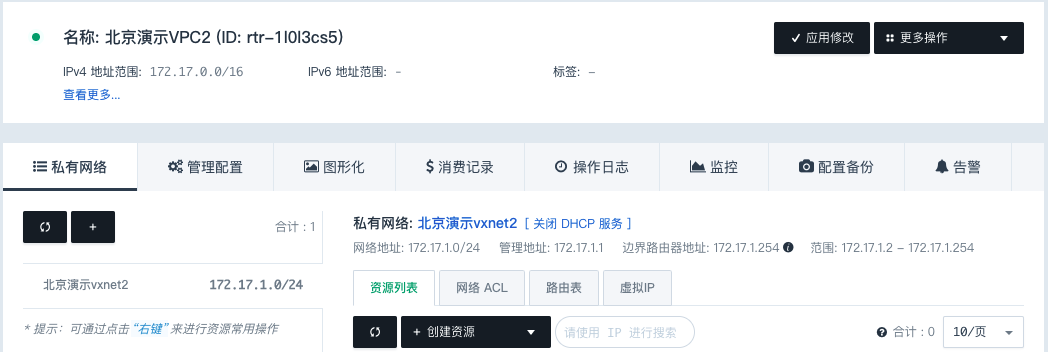 名称: 北京演示VPC2 (ID: rtr-1l0l3cs5)
应用修改
更多操作
IPv4 地址范围: 172.17.0.0/16 IPv6 地址范围: - 标签: -
查看更多...
私有网络 管理配置 图形化 消费记录 操作日志 监控 配置备份 告警
合计 : 1
北京演示vxnet2 172.17.1.0/24
* 提示: 可通过点击 “右键” 来进行资源常用操作
私有网络: 北京演示vxnet2 [ 关闭 DHCP 服务 ]
网络地址: 172.17.1.0/24 管理地址: 172.17.1.1 边界路由器地址: 172.17.1.254 范围: 172.17.1.2 – 172.17.1.254
资源列表 网络 ACL 路由表 虚拟IP
+ 创建资源 请使用 IP 进行搜索 合计 : 0 10/页